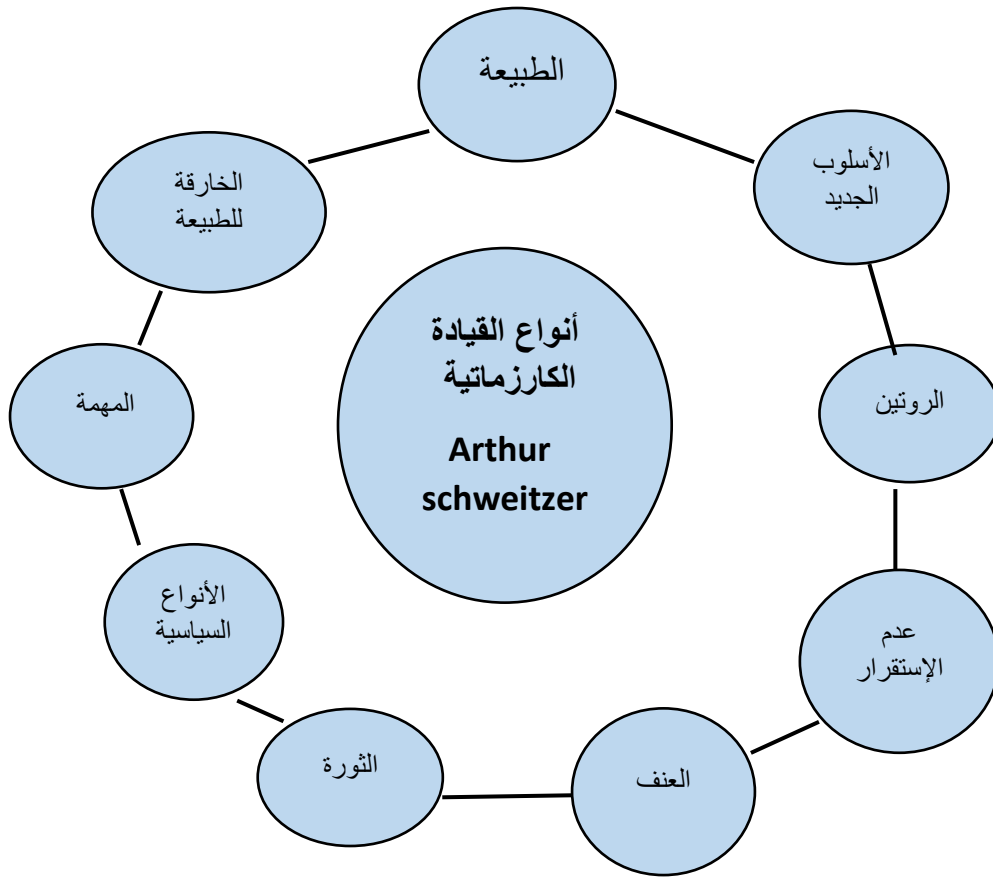 الطبيعة
الأسلوب
الجديد
الروتين
عدم
الإستقرار
العنف
الثورة
الأنواع
السياسية
المهمة
الخارقة
للطبيعة
أنواع القيادة
الكارزماتية
Arthur
schweitzer